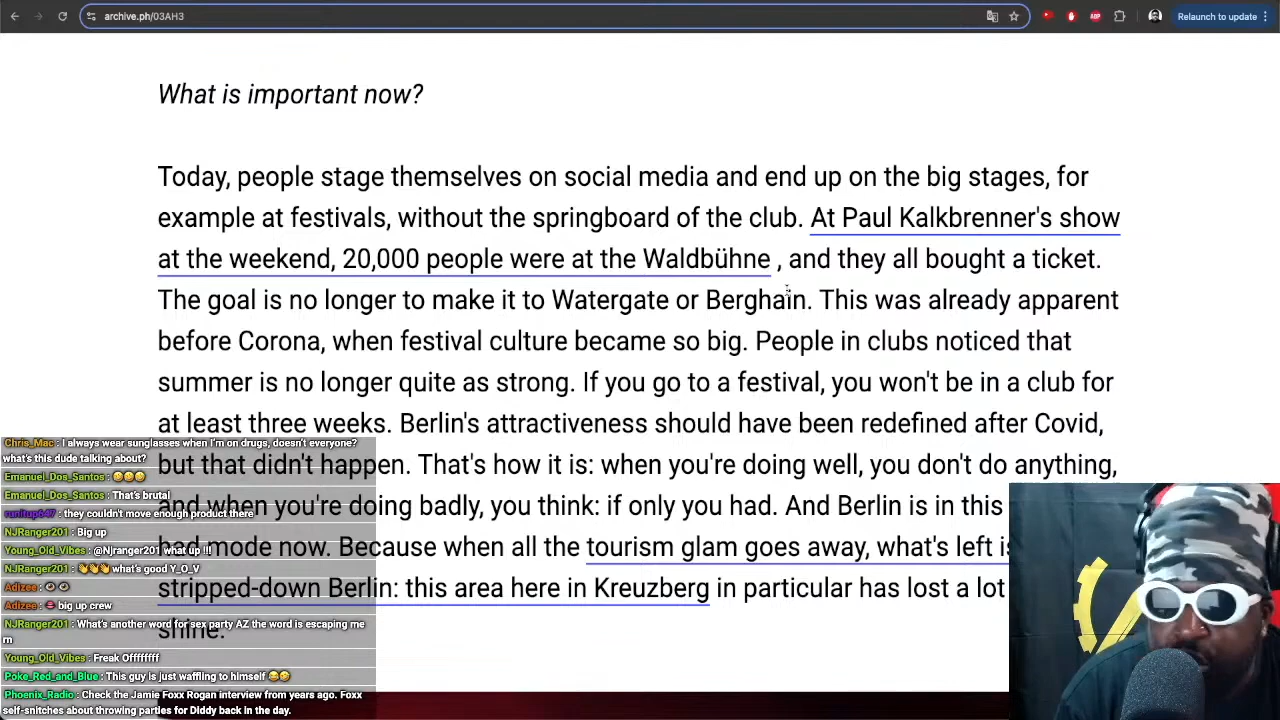 archive.ph/03AH3
Relaunch to update
What is important now?
Today, people stage themselves on social media and end up on the big stages, for
example at festivals, without the springboard of the club. At Paul Kalkbrenner's show
at the weekend, 20,000 people were at the Waldbühne , and they all bought a ticket.
The goal is no longer to make it to Watergate or Berghain. This was already apparent
before Corona, when festival culture became so big. People in clubs noticed that
summer is no longer quite as strong. If you go to a festival, you won't be in a club for
at least three weeks. Berlin's attractiveness should have been redefined after Covid,
but that didn't happen. That's how it is: when you're doing well, you don't do anything,
and when you're doing badly, you think: if only you had. And Berlin is in this
bad mode now. Because when all the tourism glam goes away, what's left is
stripped-down Berlin: this area here in Kreuzberg in particular has lost a lot
shine.
Chris_Mac : I always wear sunglasses when I'm on drugs, doesn't everyone?
what's this dude talking about?
Emanuel_Dos_Santos :
Emanuel_Dos_Santos : That's brutal
runitup647 : they couldn't move enough product there
NJRanger201 : Big up
Young_Old_Vibes : @Njranger201 what up !!!
NJRanger201 : what's good Y_O_V
Adizee :
Adizee : big up crew
NJRanger201 : What's another word for sex party AZ the word is escaping me
rn
Young_Old_Vibes : Freak Offfffff
Poke_Red_and_Blue : This guy is just waffling to himself
Phoenix_Radio : Check the Jamie Foxx Rogan interview from years ago. Foxx
self-snitches about throwing parties for Diddy back in the day.